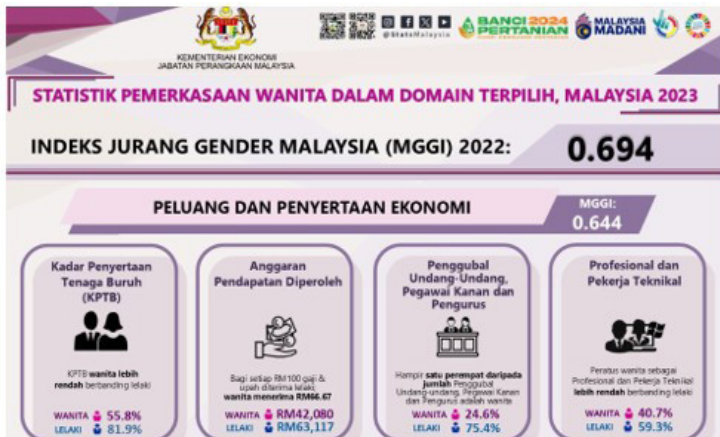 @StatsMalaysia
BANCI 2024
PERTANIAN
MALAYSIA
MADANI
KEMENTERIAN EKONOMI
JABATAN PERANGKAAN MALAYSIA
STATISTIK PEMERKASAAN WANITA DALAM DOMAIN TERPILIH, MALAYSIA 2023
INDEKS JURANG GENDER MALAYSIA (MGGI) 2022: 0.694
PELUANG DAN PENYERTAAN EKONOMI
MGGI:
0.644
Kadar Penyertaan
Tenaga Buruh
(KPTB)
KPTB wanita lebih
rendah berbanding lelaki
WANITA 55.8%
LELAKI 81.9%
Anggaran
Pendapatan Diperoleh
Bagi setiap RM100 gaji &
upah diterima lelaki,
wanita menerima RM66.67
WANITA RM42,080
LELAKI RM63,117
Penggubal
Undang-Undang,
Pegawai Kanan dan
Pengurus
Hampir satu perempat daripada
jumlah Penggubal
Undang-undang, Pegawai Kanan
dan Pengurus adalah wanita
WANITA 24.6%
LELAKI 75.4%
Profesional dan
Pekerja Teknikal
Peratus wanita sebagai
Profesional dan Pekerja Teknikal
lebih rendah berbanding lelaki
WANITA 40.7%
LELAKI 59.3%